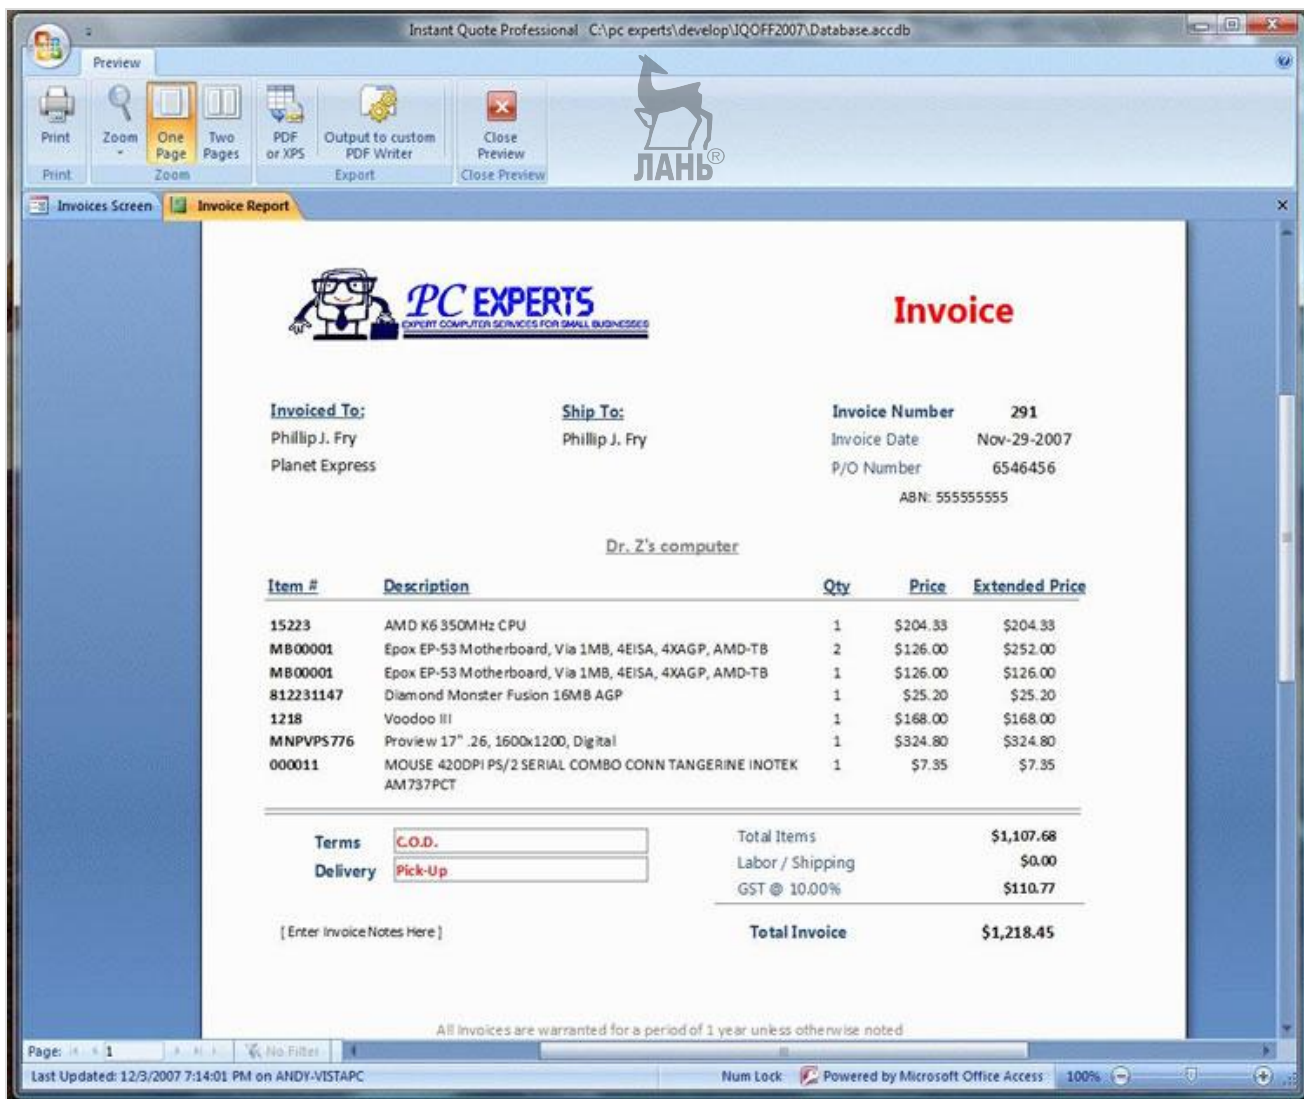 Instant Quote Professional C:\pc experts\develop\IQOFF2007\Database.accdb
Preview
Print
Zoom
One Page
Two Pages
PDF or XPS
Output to custom PDF Writer
Close Preview
Print
Zoom
Export
Close Preview
ЛАНЬ®
Invoices Screen
Invoice Report
PC EXPERTS
EXPERT COMPUTER SERVICES FOR SMALL BUSINESSES
Invoice
Invoiced To: Ship To: Invoice Number 291
Phillip J. Fry Phillip J. Fry Invoice Date Nov-29-2007
Planet Express P/O Number 6546456
ABN: 555555555
Dr. Z's computer
Item # Description Qty Price Extended Price
15223 AMD K6 350MHz CPU 1 $204.33 $204.33
MB00001 Epox EP-53 Motherboard, Via 1MB, 4EISA, 4XAGP, AMD-TB 2 $126.00 $252.00
MB00001 Epox EP-53 Motherboard, Via 1MB, 4EISA, 4XAGP, AMD-TB 1 $126.00 $126.00
812231147 Diamond Monster Fusion 16MB AGP 1 $25.20 $25.20
1218 Voodoo III 1 $168.00 $168.00
MNPVPS776 Proview 17" .26, 1600x1200, Digital 1 $324.80 $324.80
000011 MOUSE 420DPI PS/2 SERIAL COMBO CONN TANGERINE INOTEK 1 $7.35 $7.35
AM737PCT
Terms C.O.D. Total Items $1,107.68
Delivery Pick-Up Labor / Shipping $0.00
GST @ 10.00% $110.77
[ Enter Invoice Notes Here ] Total Invoice $1,218.45
All Invoices are warranted for a period of 1 year unless otherwise noted
Page: 1 No Filter
Last Updated: 12/3/2007 7:14:01 PM on ANDY-VISTAPC Num Lock Powered by Microsoft Office Access 100%